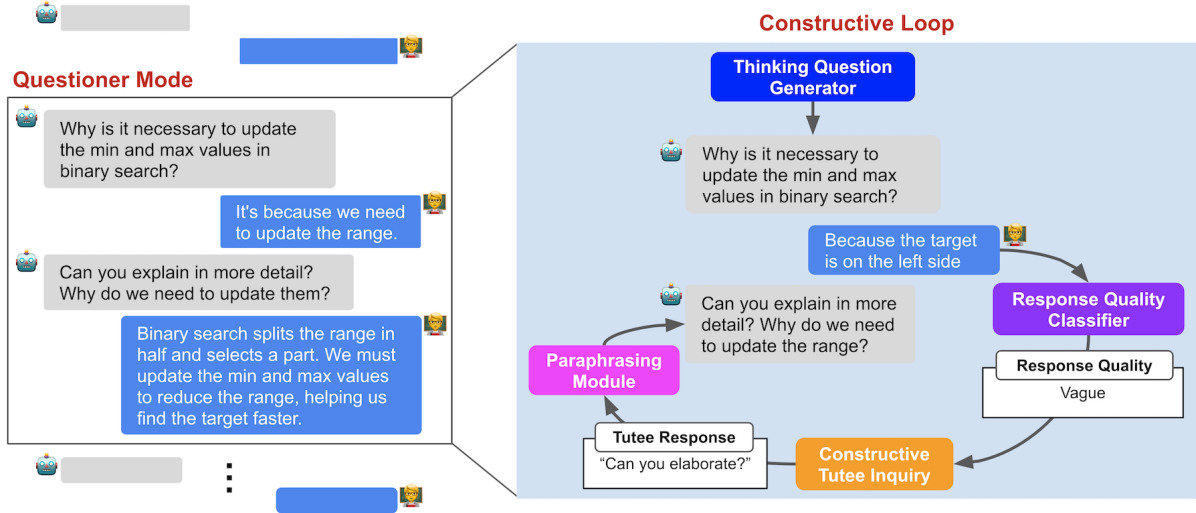 Questioner Mode
Why is it necessary to update
the min and max values in
binary search?
It's because we need
to update the range.
Can you explain in more detail?
Why do we need to update them?
Binary search splits the range in
half and selects a part. We must
update the min and max values
to reduce the range, helping us
find the target faster.
Constructive Loop
Thinking Question
Generator
Why is it necessary to
update the min and max
values in binary search?
Because the target
is on the left side
Response Quality
Classifier
Response Quality
Vague
Constructive
Tutee Inquiry
Tutee Response
“Can you elaborate?”
Paraphrasing
Module
Can you explain in more
detail? Why do we need
to update the range?